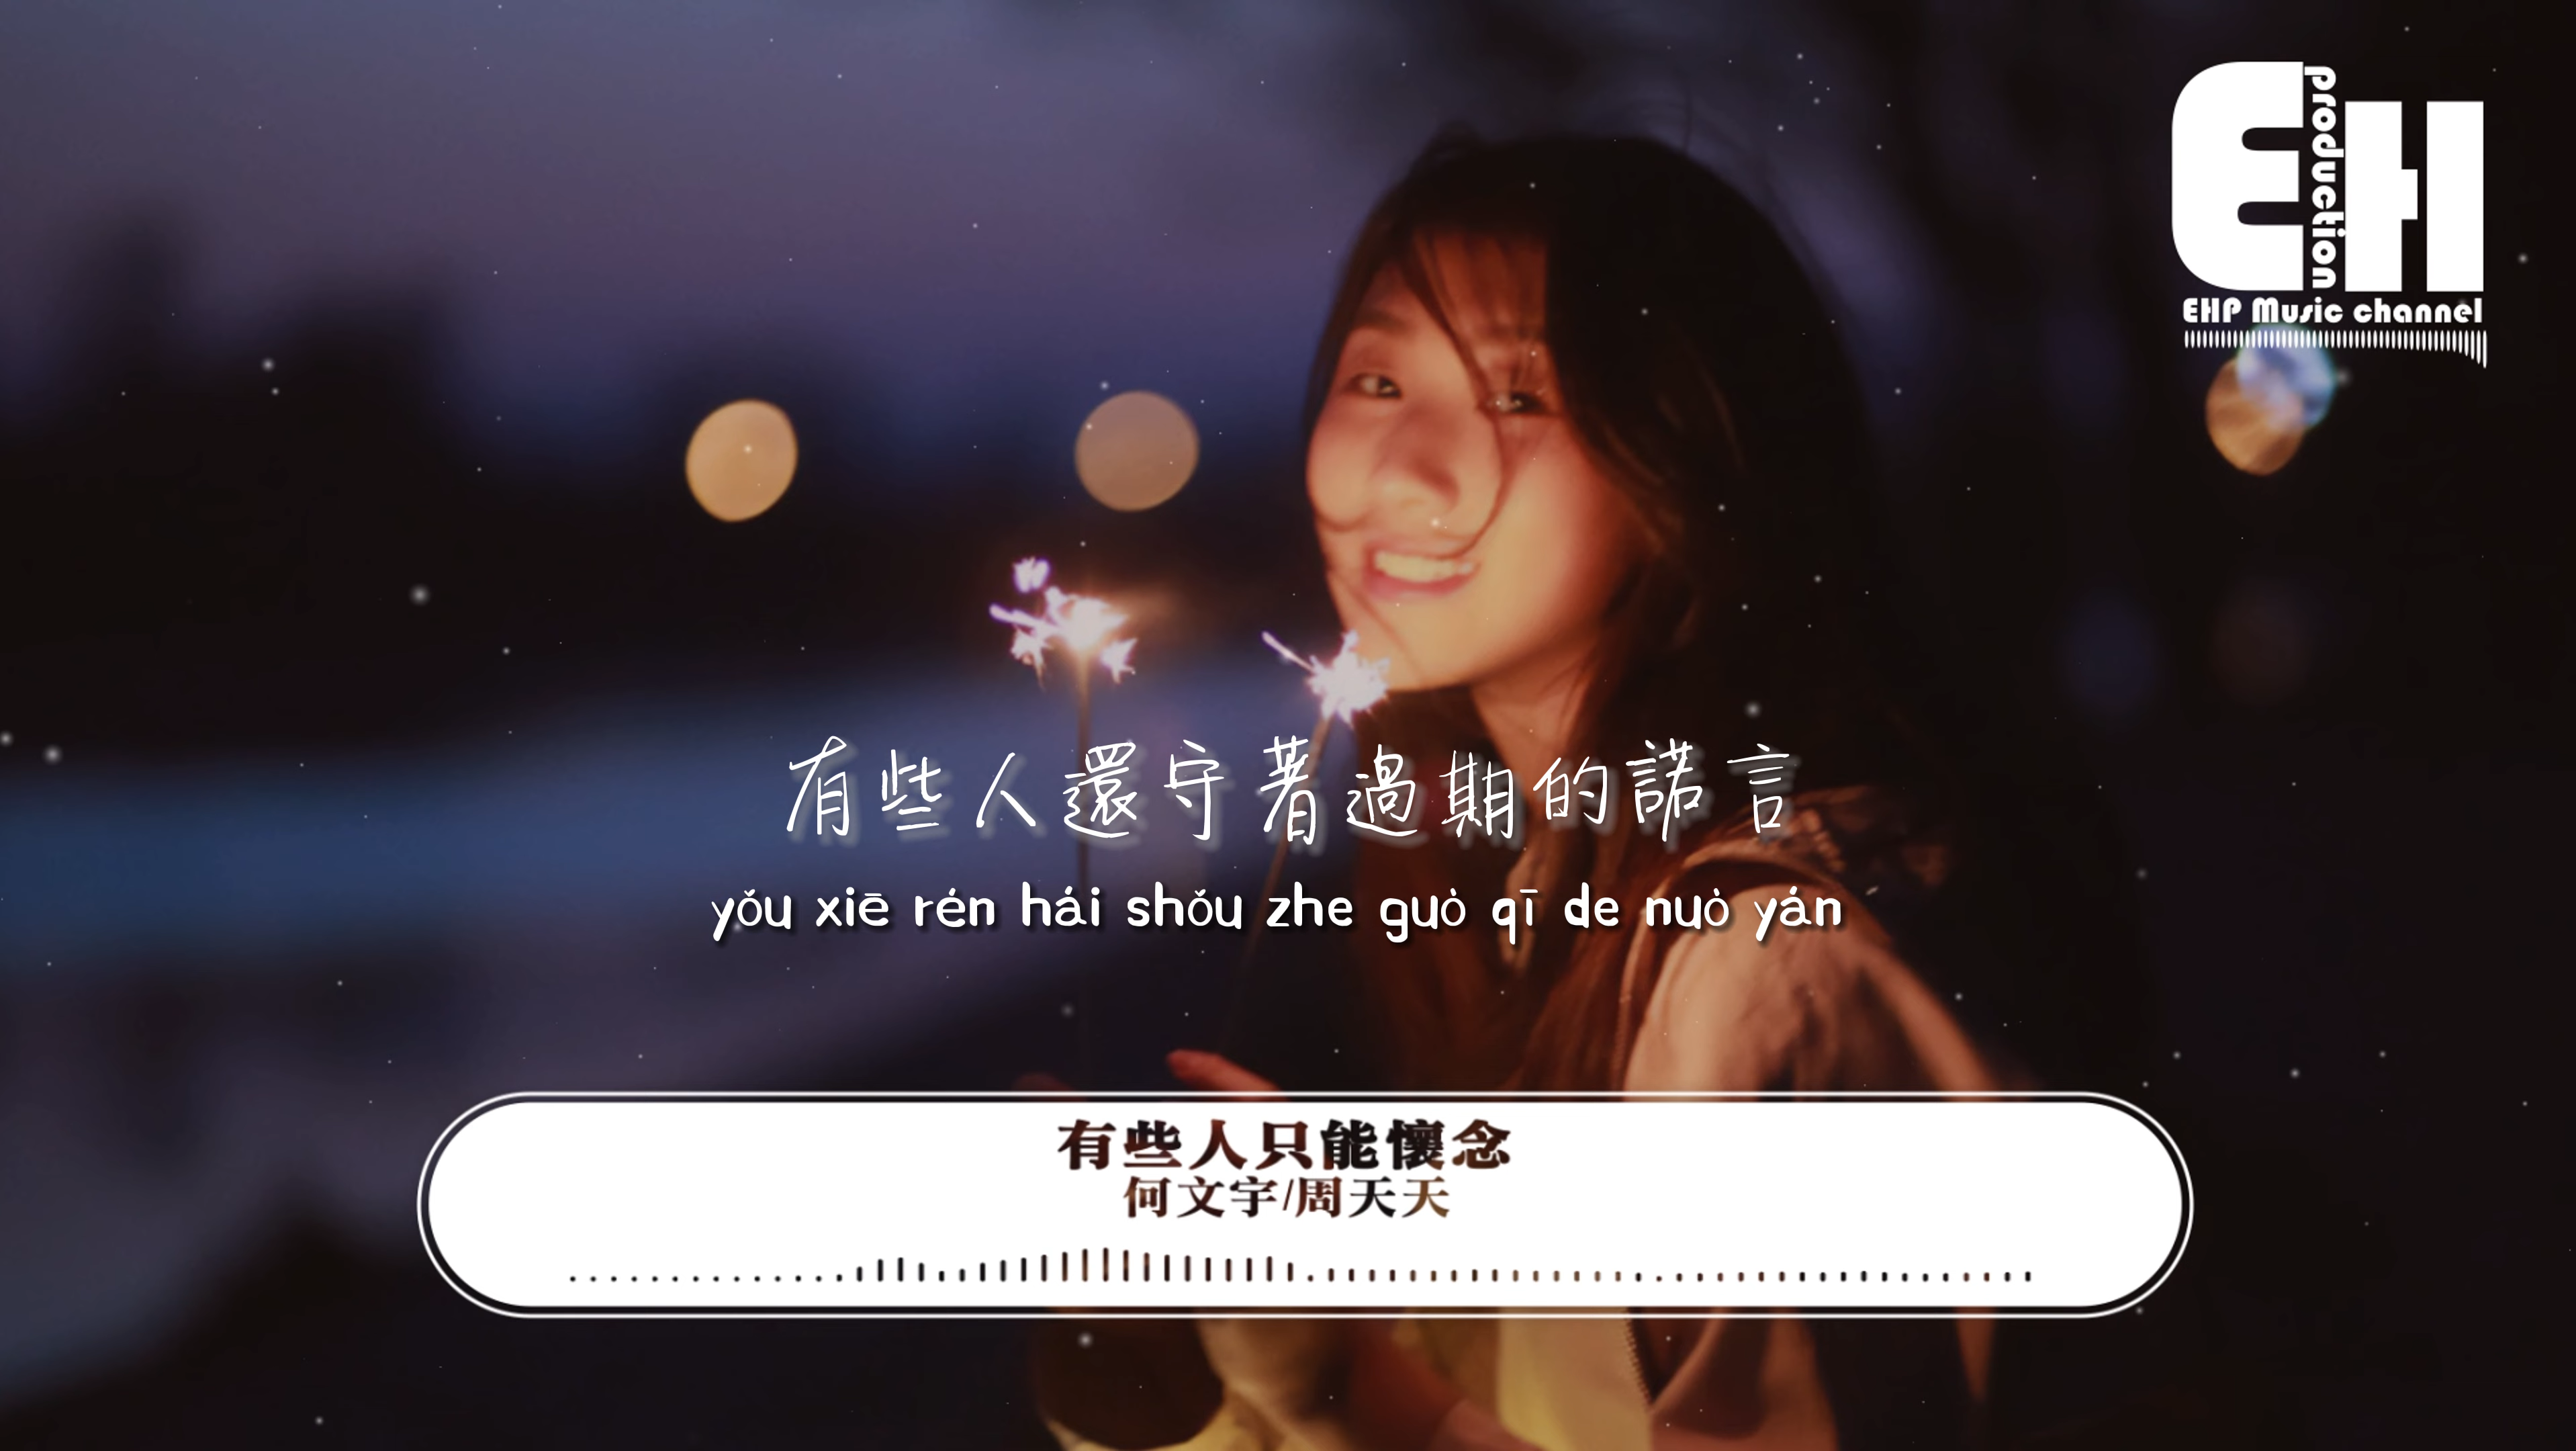 EH
production
EHP Music channel
有些人還守著過期的諾言
yǒu xiē rén hái shǒu zhe guò qī de nuò yán
有些人只能懷念
何文宇/周天天